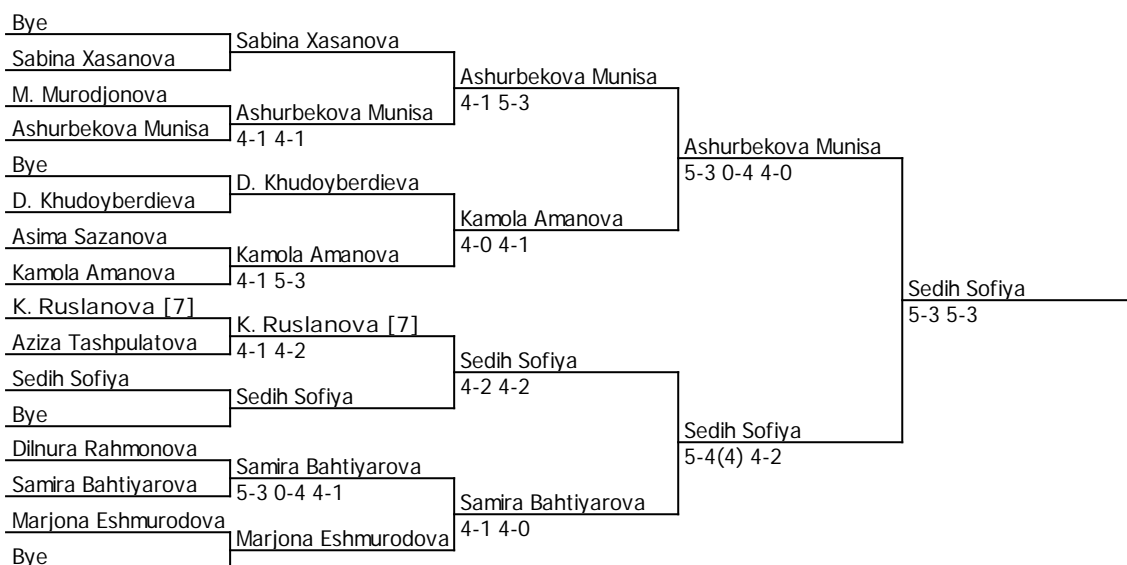 Bye
Sabina Xasanova
M. Murodjonova
Ashurbekova Munisa
Bye
D. Khudoyberdieva
Asima Sazanova
Kamola Amanova
K. Ruslanova [7]
Aziza Tashpulatova
Sedih Sofiya
Bye
Dilnura Rahmonova
Samira Bahtiyarova
Marjona Eshmurodova
Bye
Sabina Xasanova
Ashurbekova Munisa
4-1 4-1
D. Khudoyberdieva
Kamola Amanova
4-1 5-3
K. Ruslanova [7]
4-1 4-2
Sedih Sofiya
Samira Bahtiyarova
5-3 0-4 4-1
Marjona Eshmurodova
Ashurbekova Munisa
4-1 5-3
Kamola Amanova
4-0 4-1
Sedih Sofiya
4-2 4-2
Samira Bahtiyarova
4-1 4-0
Ashurbekova Munisa
5-3 0-4 4-0
Sedih Sofiya
5-4(4) 4-2
Sedih Sofiya
5-3 5-3